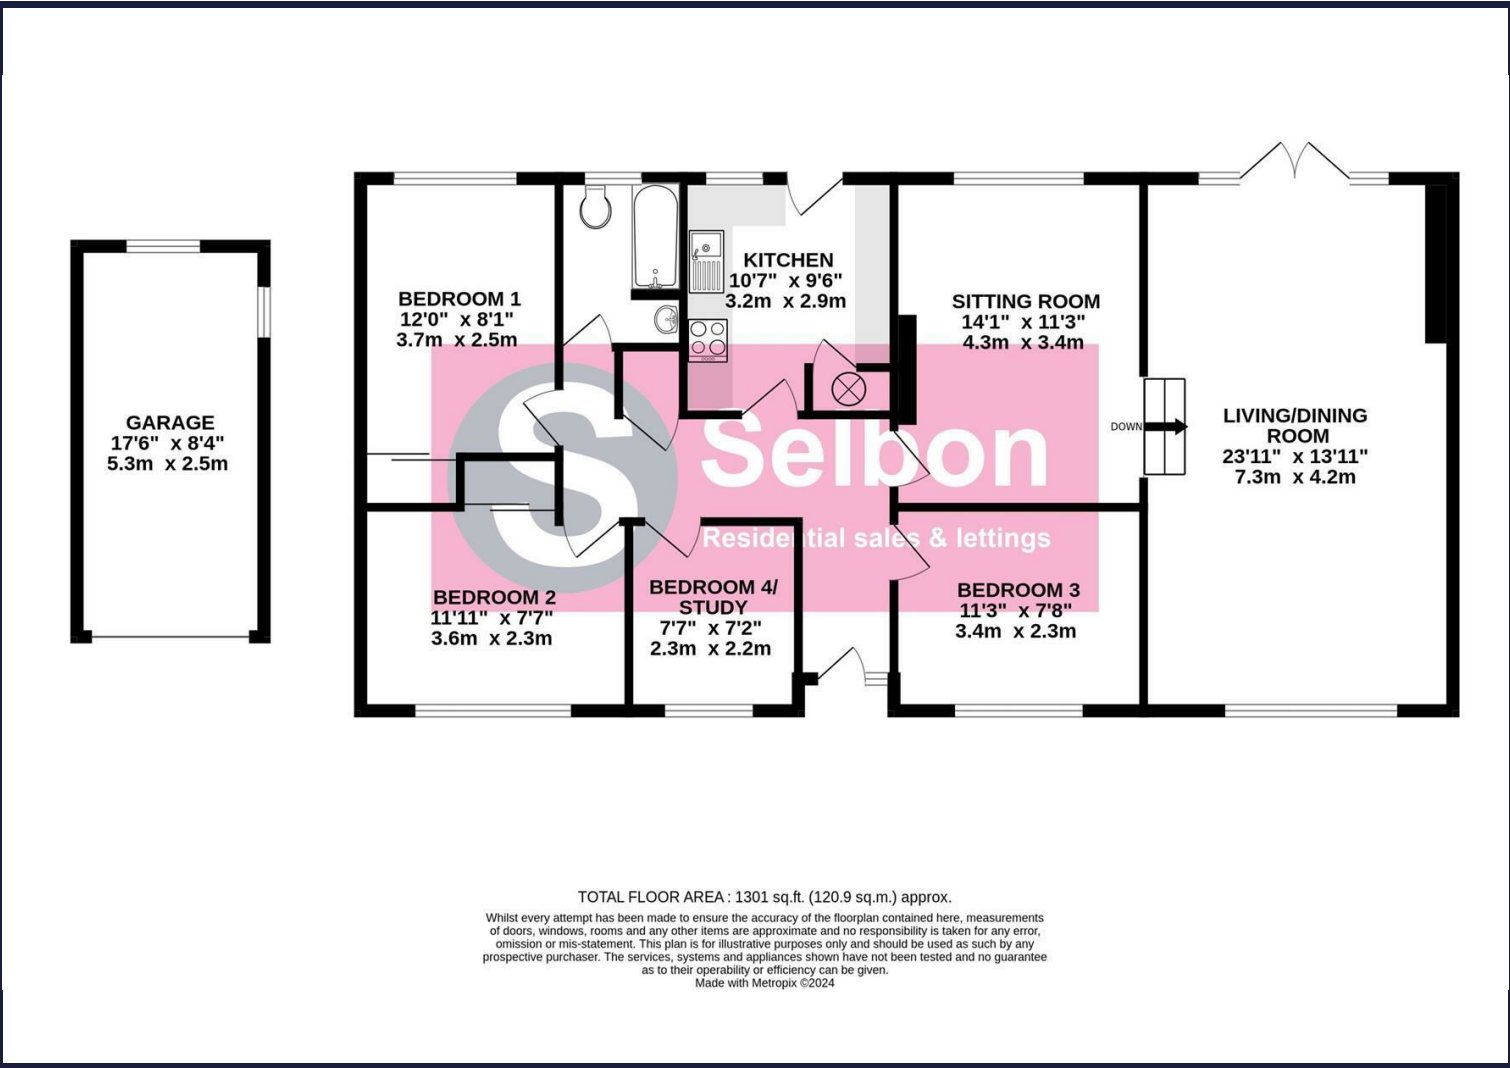 BEDROOM 1
12'0" x 8'1"
3.7m x 2.5m
KITCHEN
10'7" x 9'6"
3.2m x 2.9m
SITTING ROOM
14'1" x 11'3"
4.3m x 3.4m
GARAGE
17'6" x 8'4"
5.3m x 2.5m
DOWN
LIVING/DINING
ROOM
23'11" x 13'11"
7.3m x 4.2m
S
Selbon
Residential sales & lettings
BEDROOM 2
11'11" x 7'7"
3.6m x 2.3m
BEDROOM 4/
STUDY
7'7" x 7'2"
2.3m x 2.2m
BEDROOM 3
11'3" x 7'8"
3.4m x 2.3m
TOTAL FLOOR AREA : 1301 sq.ft. (120.9 sq.m.) approx.
Whilst every attempt has been made to ensure the accuracy of the floorplan contained here, measurements
of doors, windows, rooms and any other items are approximate and no responsibility is taken for any error,
omission or mis-statement. This plan is for illustrative purposes only and should be used as such by any
prospective purchaser. The services, systems and appliances shown have not been tested and no guarantee
as to their operability or efficiency can be given.
Made with Metropix ©2024